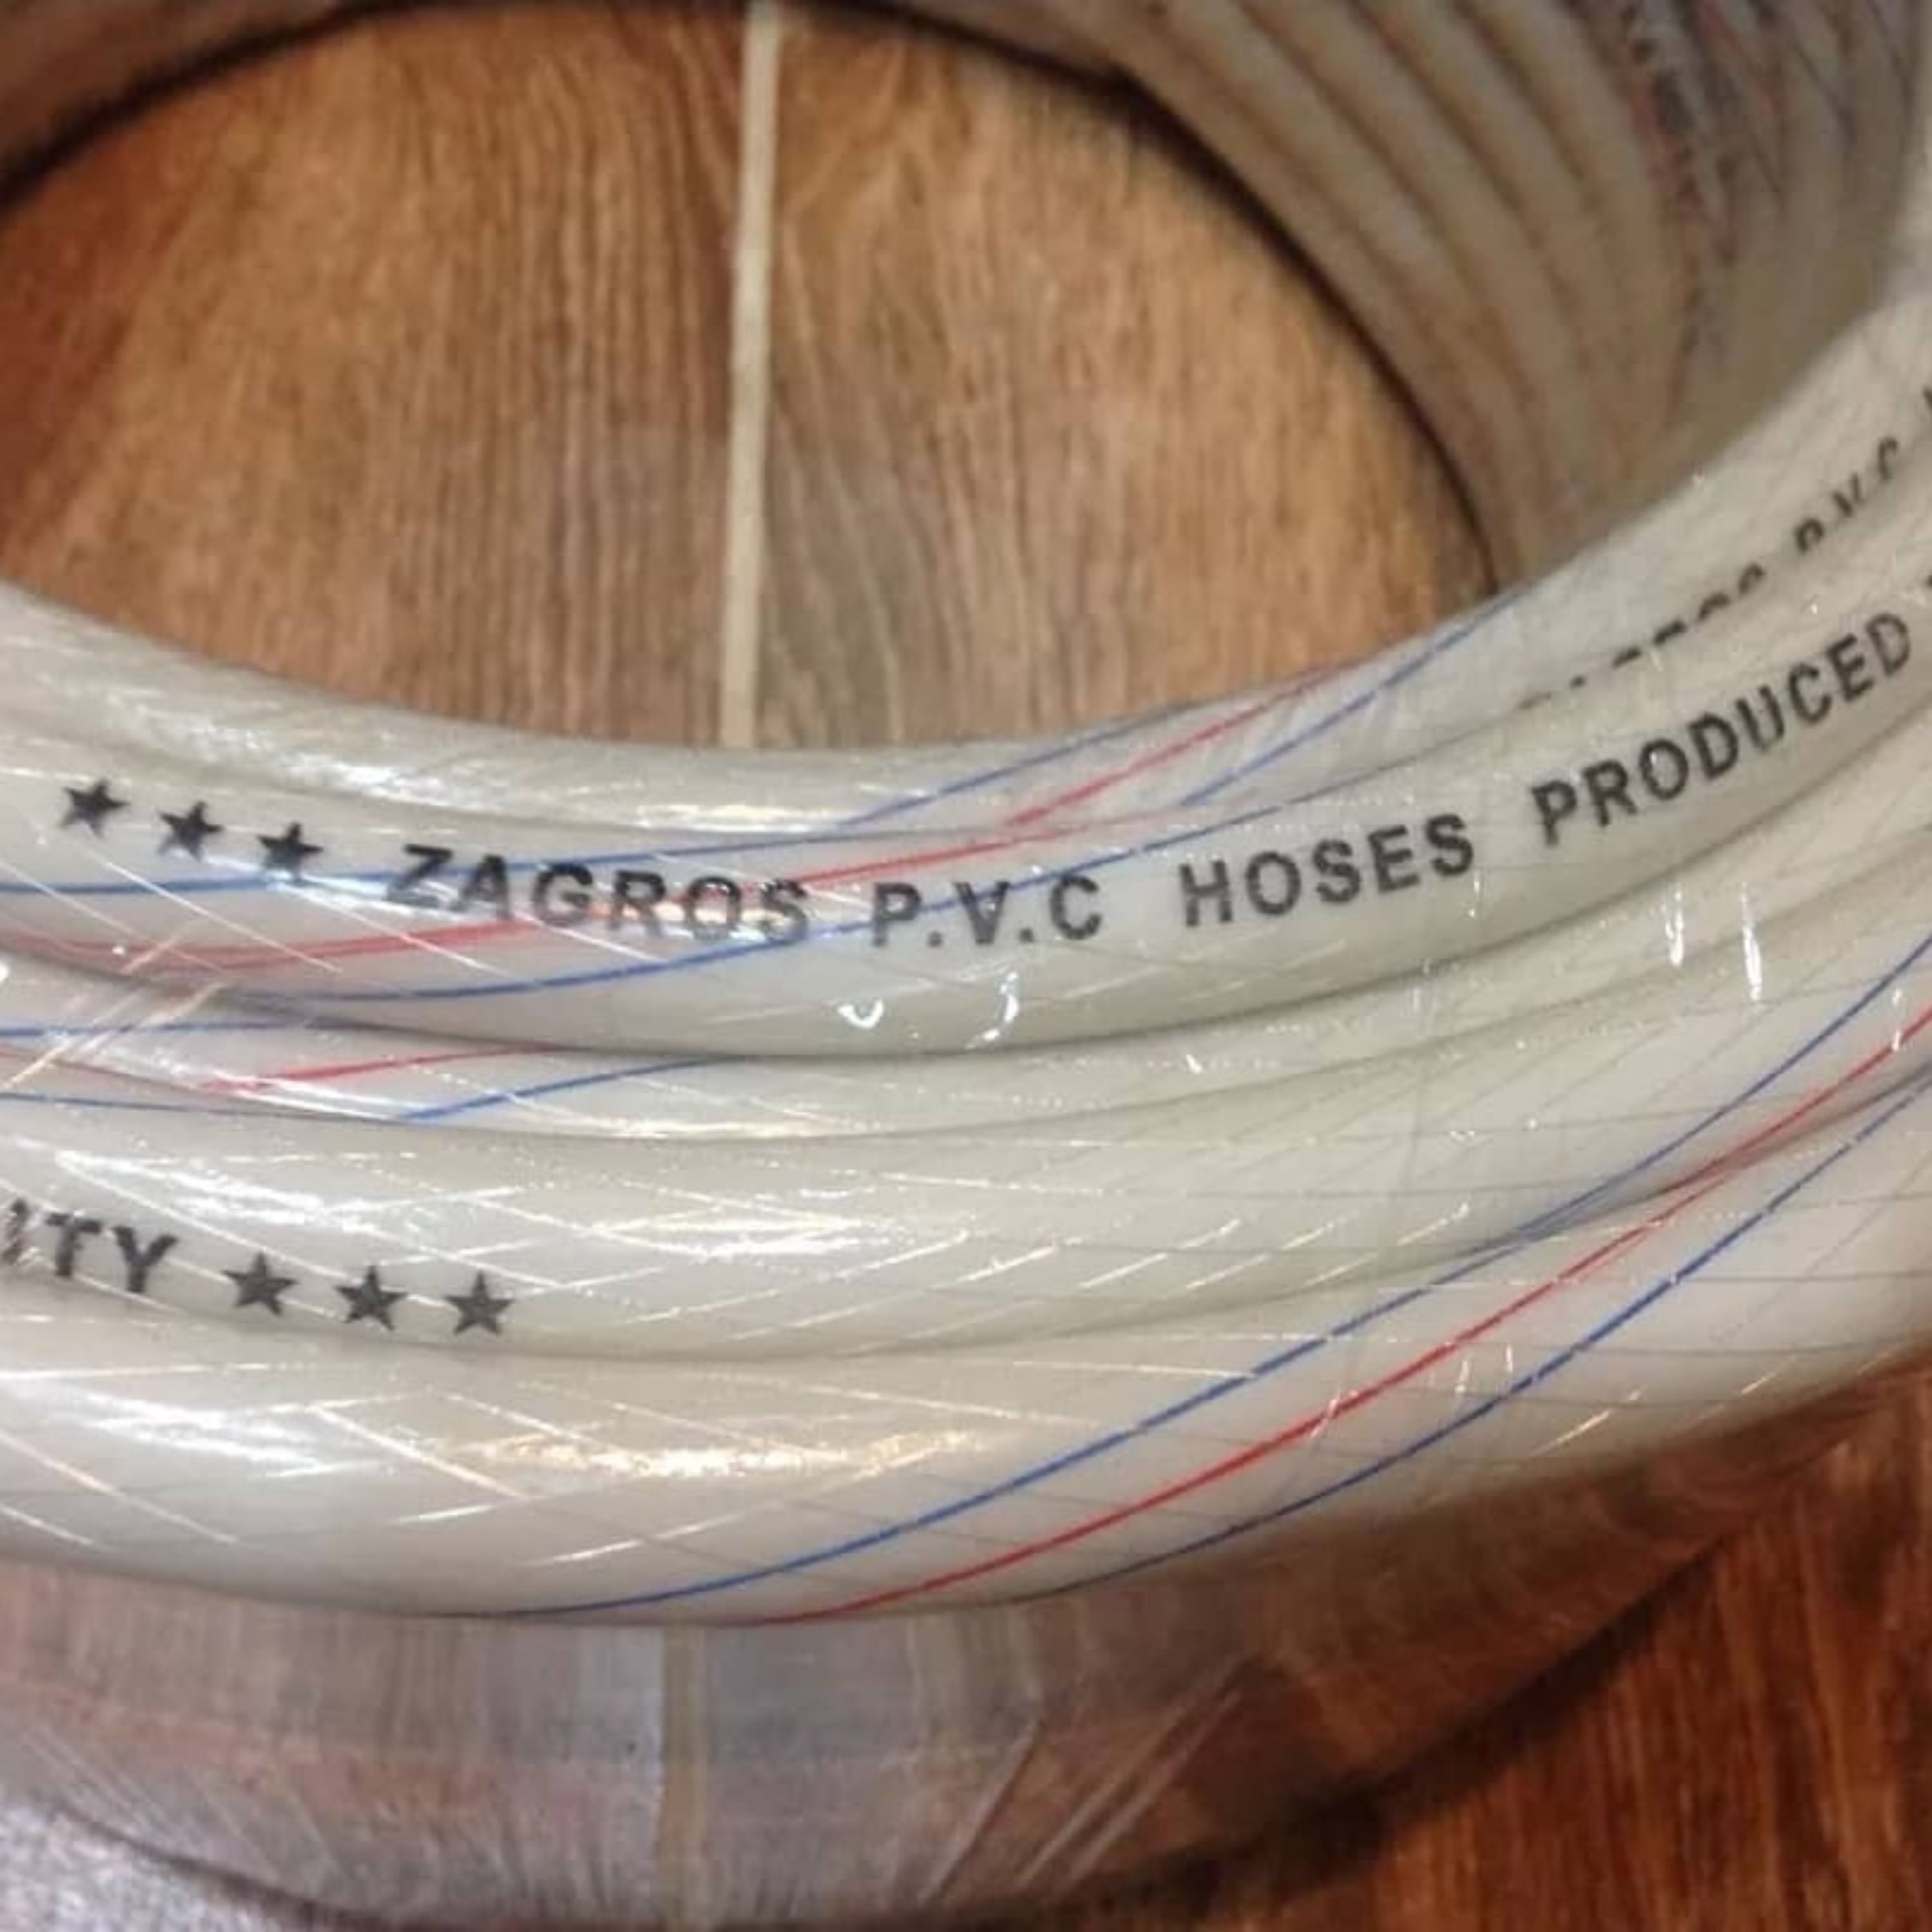 P.V.C
★★★ ZAGROS P.V.C HOSES PRODUCED
ITY ★★★